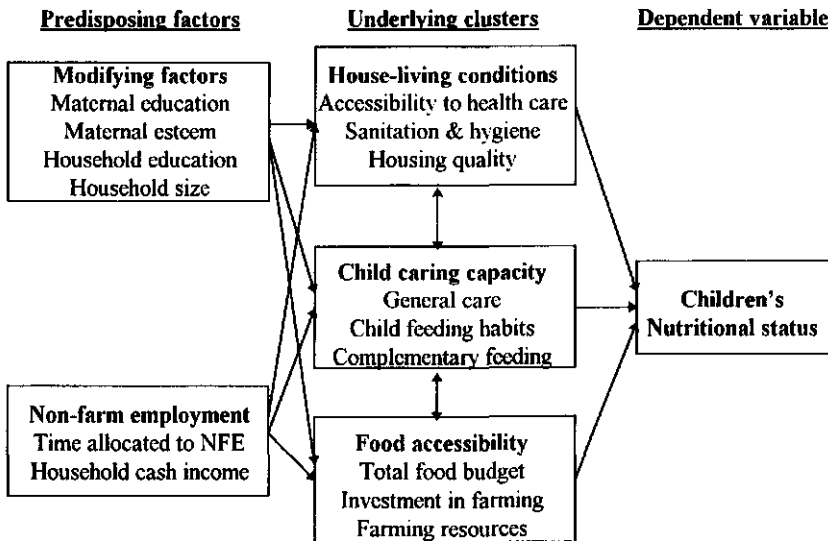 Predisposing factors
Underlying clusters
Dependent variable
Modifying factors
Maternal education
Maternal esteem
Household education
Household size
Non-farm employment
Time allocated to NFE
Household cash income
House-living conditions
Accessibility to health care
Sanitation & hygiene
Housing quality
Child caring capacity
General care
Child feeding habits
Complementary feeding
Food accessibility
Total food budget
Investment in farming
Farming resources
Children's
Nutritional status